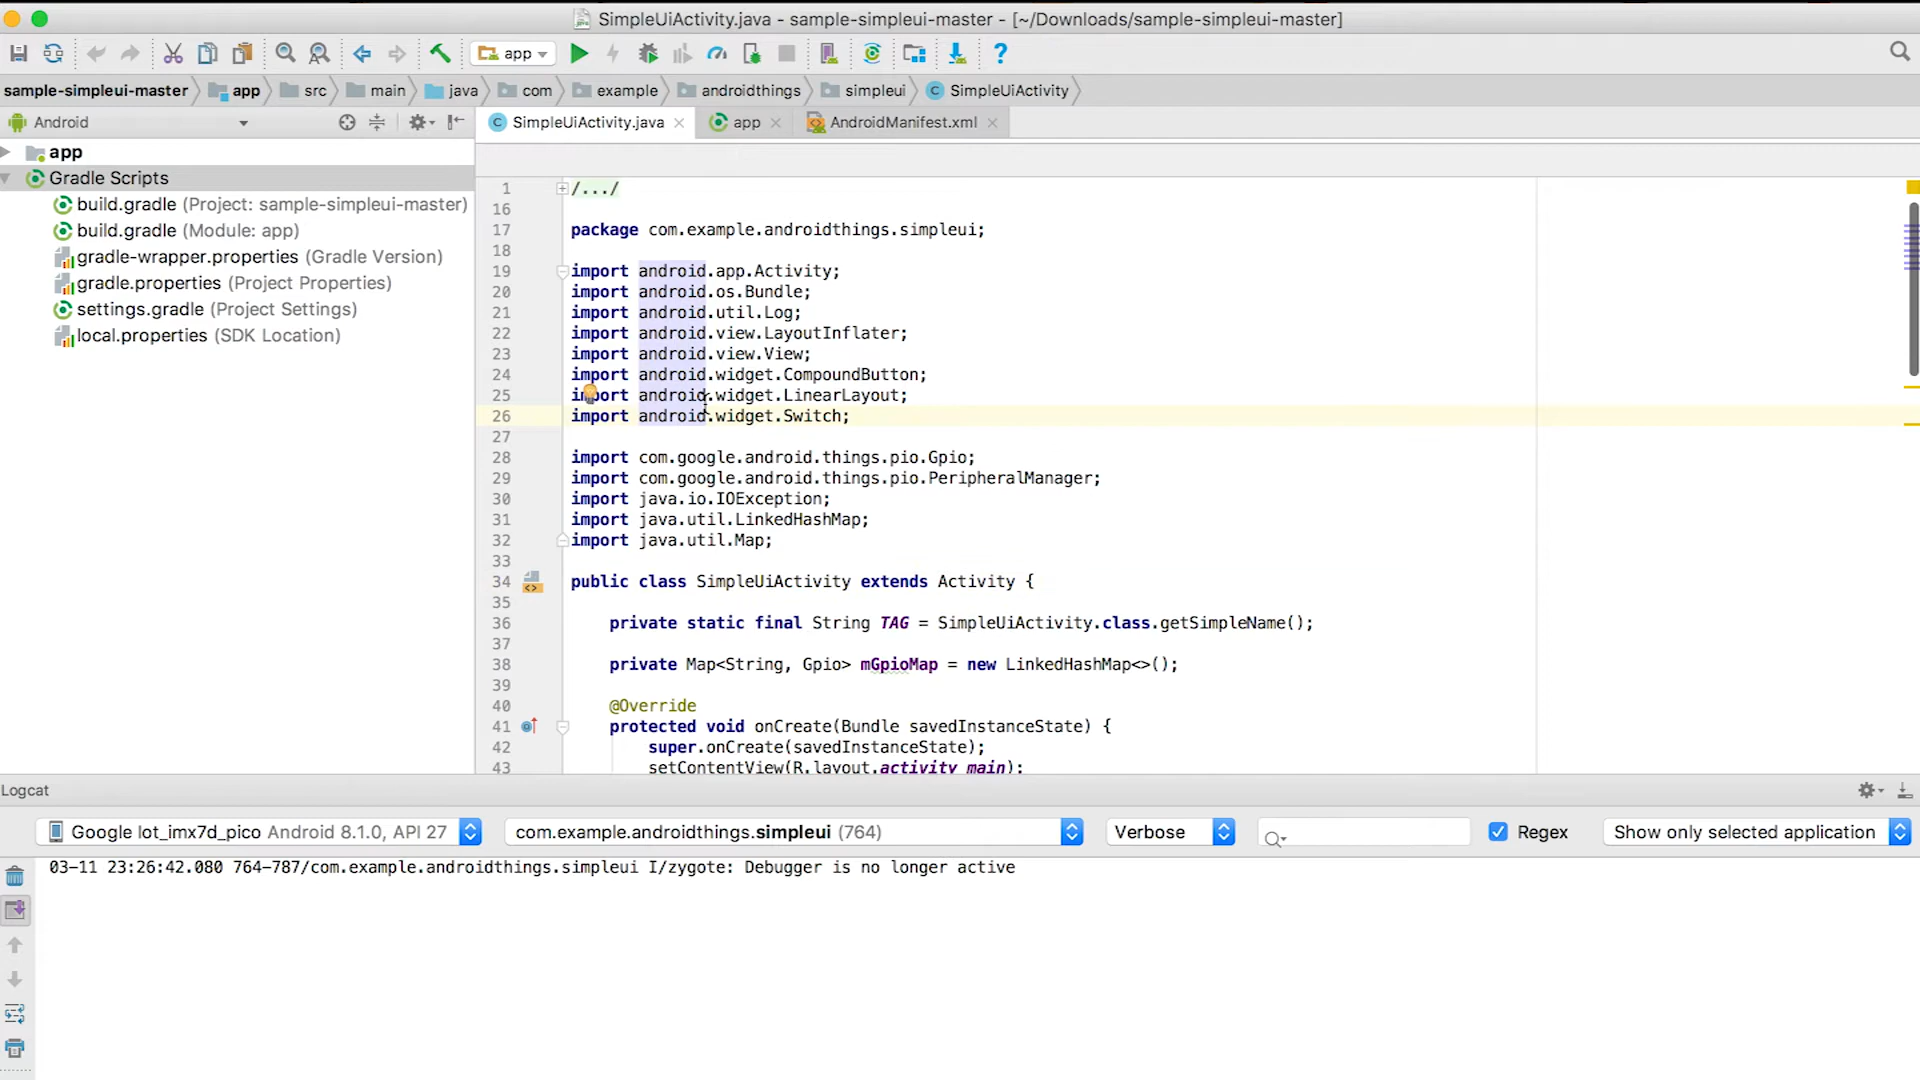 SimpleUiActivity.java - sample-simpleui-master - [~/Downloads/sample-simpleui-master]
app
sample-simpleui-master app src main java com example androidthings simpleui SimpleUiActivity
Android
SimpleUiActivity.java app AndroidManifest.xml
app
Gradle Scripts
build.gradle (Project: sample-simpleui-master)
build.gradle (Module: app)
gradle-wrapper.properties (Gradle Version)
gradle.properties (Project Properties)
settings.gradle (Project Settings)
local.properties (SDK Location)
1 /.../
16
17 package com.example.androidthings.simpleui;
18
19 import android.app.Activity;
20 import android.os.Bundle;
21 import android.util.Log;
22 import android.view.LayoutInflater;
23 import android.view.View;
24 import android.widget.CompoundButton;
25 import android.widget.LinearLayout;
26 import android.widget.Switch;
27
28 import com.google.android.things.pio.Gpio;
29 import com.google.android.things.pio.PeripheralManager;
30 import java.io.IOException;
31 import java.util.LinkedHashMap;
32 import java.util.Map;
33
34 public class SimpleUiActivity extends Activity {
35
36 private static final String TAG = SimpleUiActivity.class.getSimpleName();
37
38 private Map<String, Gpio> mGpioMap = new LinkedHashMap<>();
39
40 @Override
41 protected void onCreate(Bundle savedInstanceState) {
42 super.onCreate(savedInstanceState);
43 setContentView(R.layout.activity_main);
Logcat
Google Iot_imx7d_pico Android 8.1.0, API 27 com.example.androidthings.simpleui (764) Verbose Regex Show only selected application
03-11 23:26:42.080 764-787/com.example.androidthings.simpleui I/zygote: Debugger is no longer active